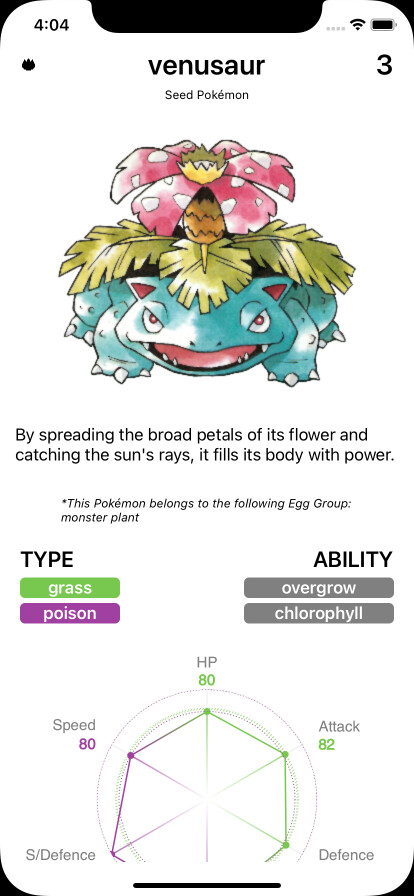 4:04
venusaur
3
Seed Pokémon
By spreading the broad petals of its flower and
catching the sun's rays, it fills its body with power.
*This Pokémon belongs to the following Egg Group:
monster plant
TYPE
ABILITY
grass
overgrow
poison
chlorophyll
HP
80
Speed
80
Attack
82
S/Defence
Defence